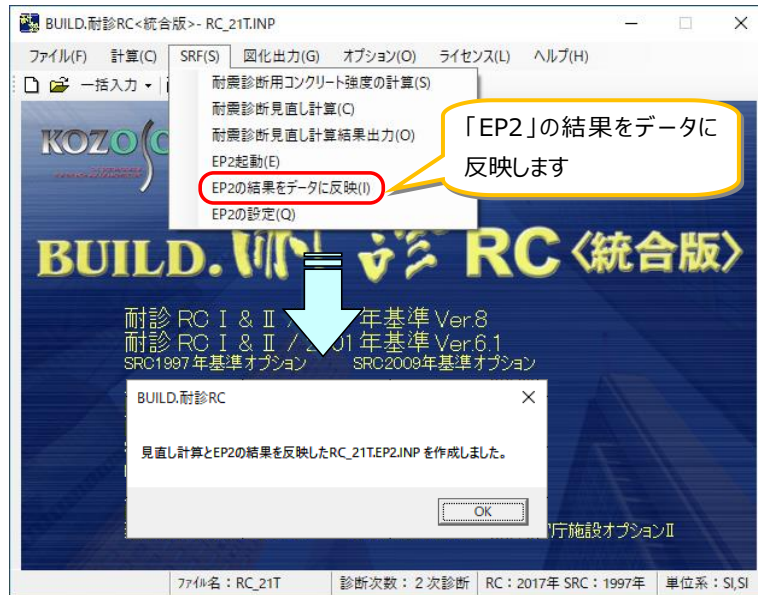 BUILD.耐診RC<統合版>- RC_21T.INP
ファイル(F) 計算(C) SRF(S) 図化出力(G) オプション(O) ライセンス(L) ヘルプ(H)
一括入力
耐震診断用コンクリート強度の計算(S)
耐震診断見直し計算(C)
耐震診断見直し計算結果出力(O)
EP2起動(E)
EP2の結果をデータに反映(I)
EP2の設定(Q)
「EP2」の結果をデータに
反映します
KOZO
BUILD. RC〈統合版〉
耐診 RC I & II / 年基準 Ver.8
耐診 RC I & II / 2 01年基準 Ver.6.1
SRC1997年基準オプション SRC2009年基準オプション
BUILD.耐診RC
見直し計算とEP2の結果を反映したRC_21T.EP2.INP を作成しました。
OK
庁施設オプションII
ファイル名：RC_21T 診断次数： 2 次診断 RC：2017年 SRC：1997年 単位系：SI,SI